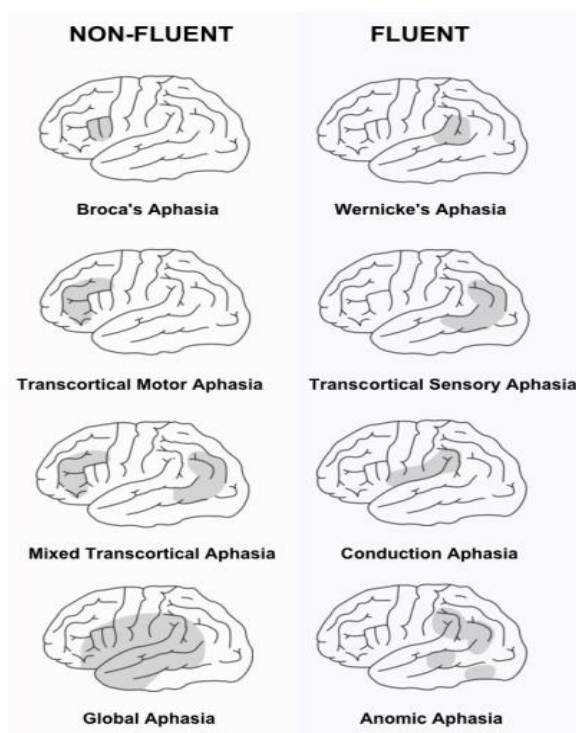 NON-FLUENT
FLUENT
Broca's Aphasia
Wernicke's Aphasia
Transcortical Motor Aphasia
Transcortical Sensory Aphasia
Mixed Transcortical Aphasia
Conduction Aphasia
Global Aphasia
Anomic Aphasia